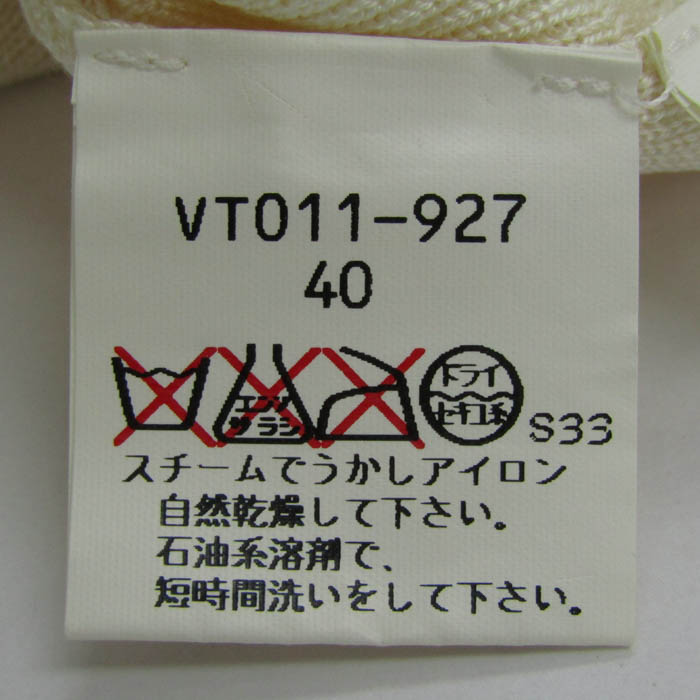 VT011-927
40
エンソ サラシ ドライ セキユ系 S33
スチームでうかしアイロン
自然乾燥して下さい。
石油系溶剤で、
短時間洗いをして下さい。